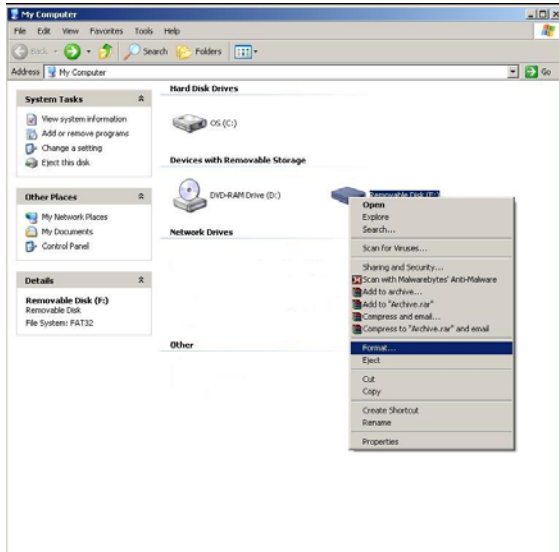 My Computer
File Edit View Favorites Tools Help
Back Search Folders
Address My Computer Go
System Tasks
View system information
Add or remove programs
Change a setting
Eject this disk
Other Places
My Network Places
My Documents
Control Panel
Details
Removable Disk (F:)
Removable Disk
File System: FAT32
Hard Disk Drives
OS (C:)
Devices with Removable Storage
DVD-RAM Drive (D:)
Removable Disk (F:)
Network Drives
Other
Open
Explore
Search...
Scan for Viruses...
Sharing and Security...
Scan with Malwarebytes' Anti-Malware
Add to archive...
Add to "Archive.rar"
Compress and email...
Compress to "Archive.rar" and email
Format...
Eject
Cut
Copy
Create Shortcut
Rename
Properties